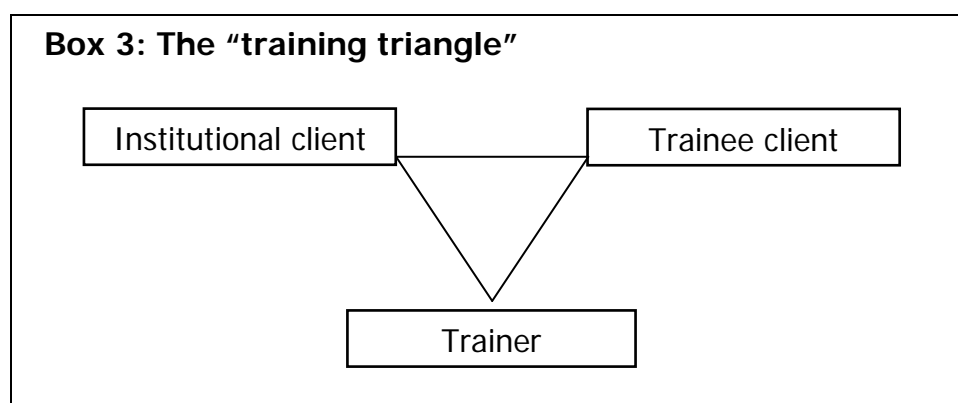 Box 3: The “training triangle”
Institutional client
Trainee client
Trainer